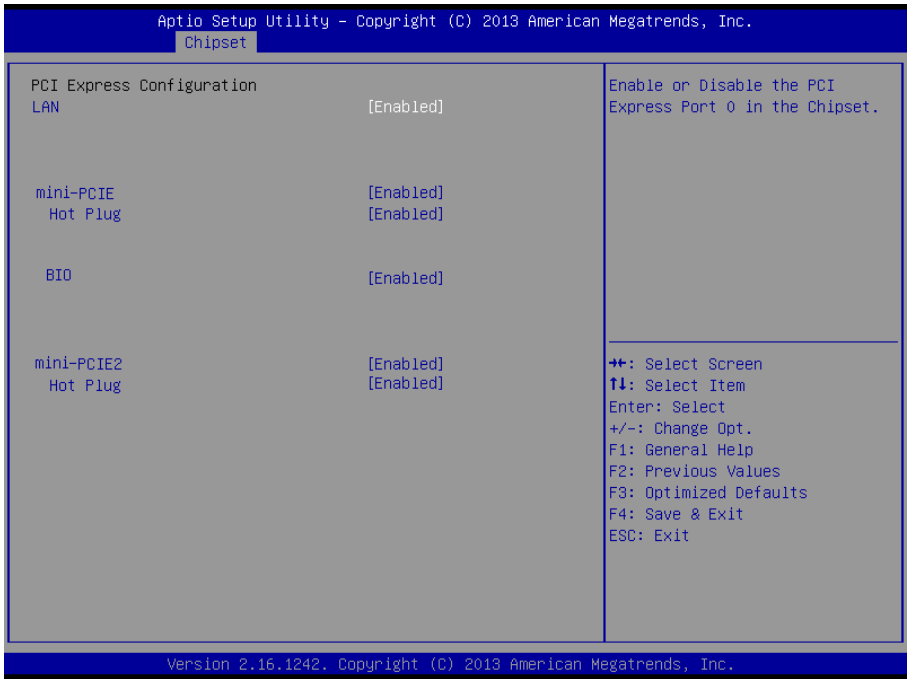 Aptio Setup Utility – Copyright (C) 2013 American Megatrends, Inc.
Chipset
PCI Express Configuration
LAN [Enabled]
mini-PCIE [Enabled]
Hot Plug [Enabled]
BIO [Enabled]
mini-PCIE2 [Enabled]
Hot Plug [Enabled]
Enable or Disable the PCI
Express Port 0 in the Chipset.
→←: Select Screen
↑↓: Select Item
Enter: Select
+/-: Change Opt.
F1: General Help
F2: Previous Values
F3: Optimized Defaults
F4: Save & Exit
ESC: Exit
Version 2.16.1242. Copyright (C) 2013 American Megatrends, Inc.